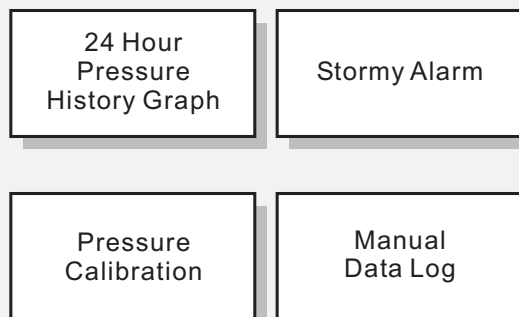 24 Hour
Pressure
History Graph
Stormy Alarm
Pressure
Calibration
Manual
Data Log